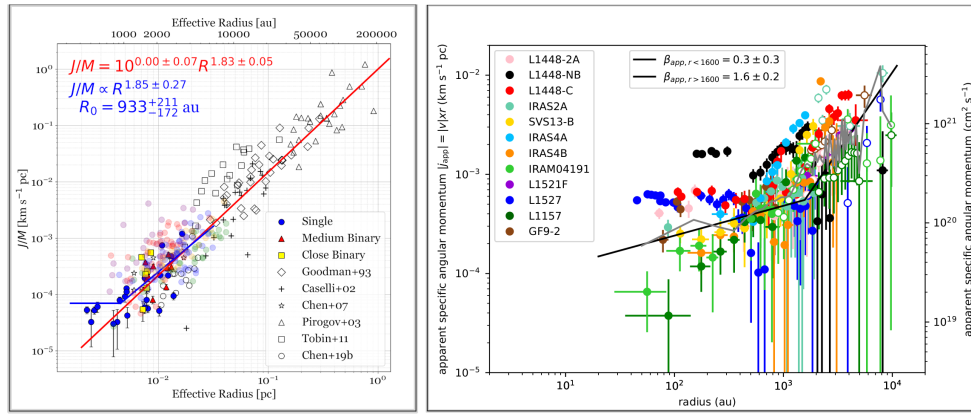 Effective Radius [au]
1000 2000 10000 50000 200000
J/M = 10^0.00 ± 0.07 R^1.83 ± 0.05
J/M ∝ R^1.85 ± 0.27
R_0 = 933^+211_-172 au
10^0
10^-1
10^-2
10^-3
10^-4
10^-5
J/M [km s^-1 pc]
Single
Medium Binary
Close Binary
Goodman+93
Caselli+02
Chen+07
Pirogov+03
Tobin+11
Chen+19b
10^-2 10^-1 10^0
Effective Radius [pc]
apparent specific angular momentum |j_app| = |v|xr (km s^-1 pc)
10^-2
10^-3
10^-4
10^-5
L1448-2A
L1448-NB
L1448-C
IRAS2A
SVS13-B
IRAS4A
IRAS4B
IRAM04191
L1521F
L1527
L1157
GF9-2
β_app, r < 1600 = 0.3 ± 0.3
β_app, r > 1600 = 1.6 ± 0.2
10^1 10^2 10^3 10^4
radius (au)
10^21
10^20
10^19
apparent specific angular momentum (cm^2 s^-1)